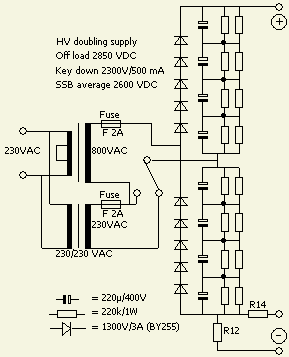 HV doubling supply
Off load 2850 VDC
Key down 2300V/500 mA
SSB average 2600 VDC
+
Fuse
F 2A
230VAC
800VAC
Fuse
F 2A
230VAC
230/230 VAC
= 220µ/400V
= 220k/1W
= 1300V/3A (BY255)
R14
R12
−